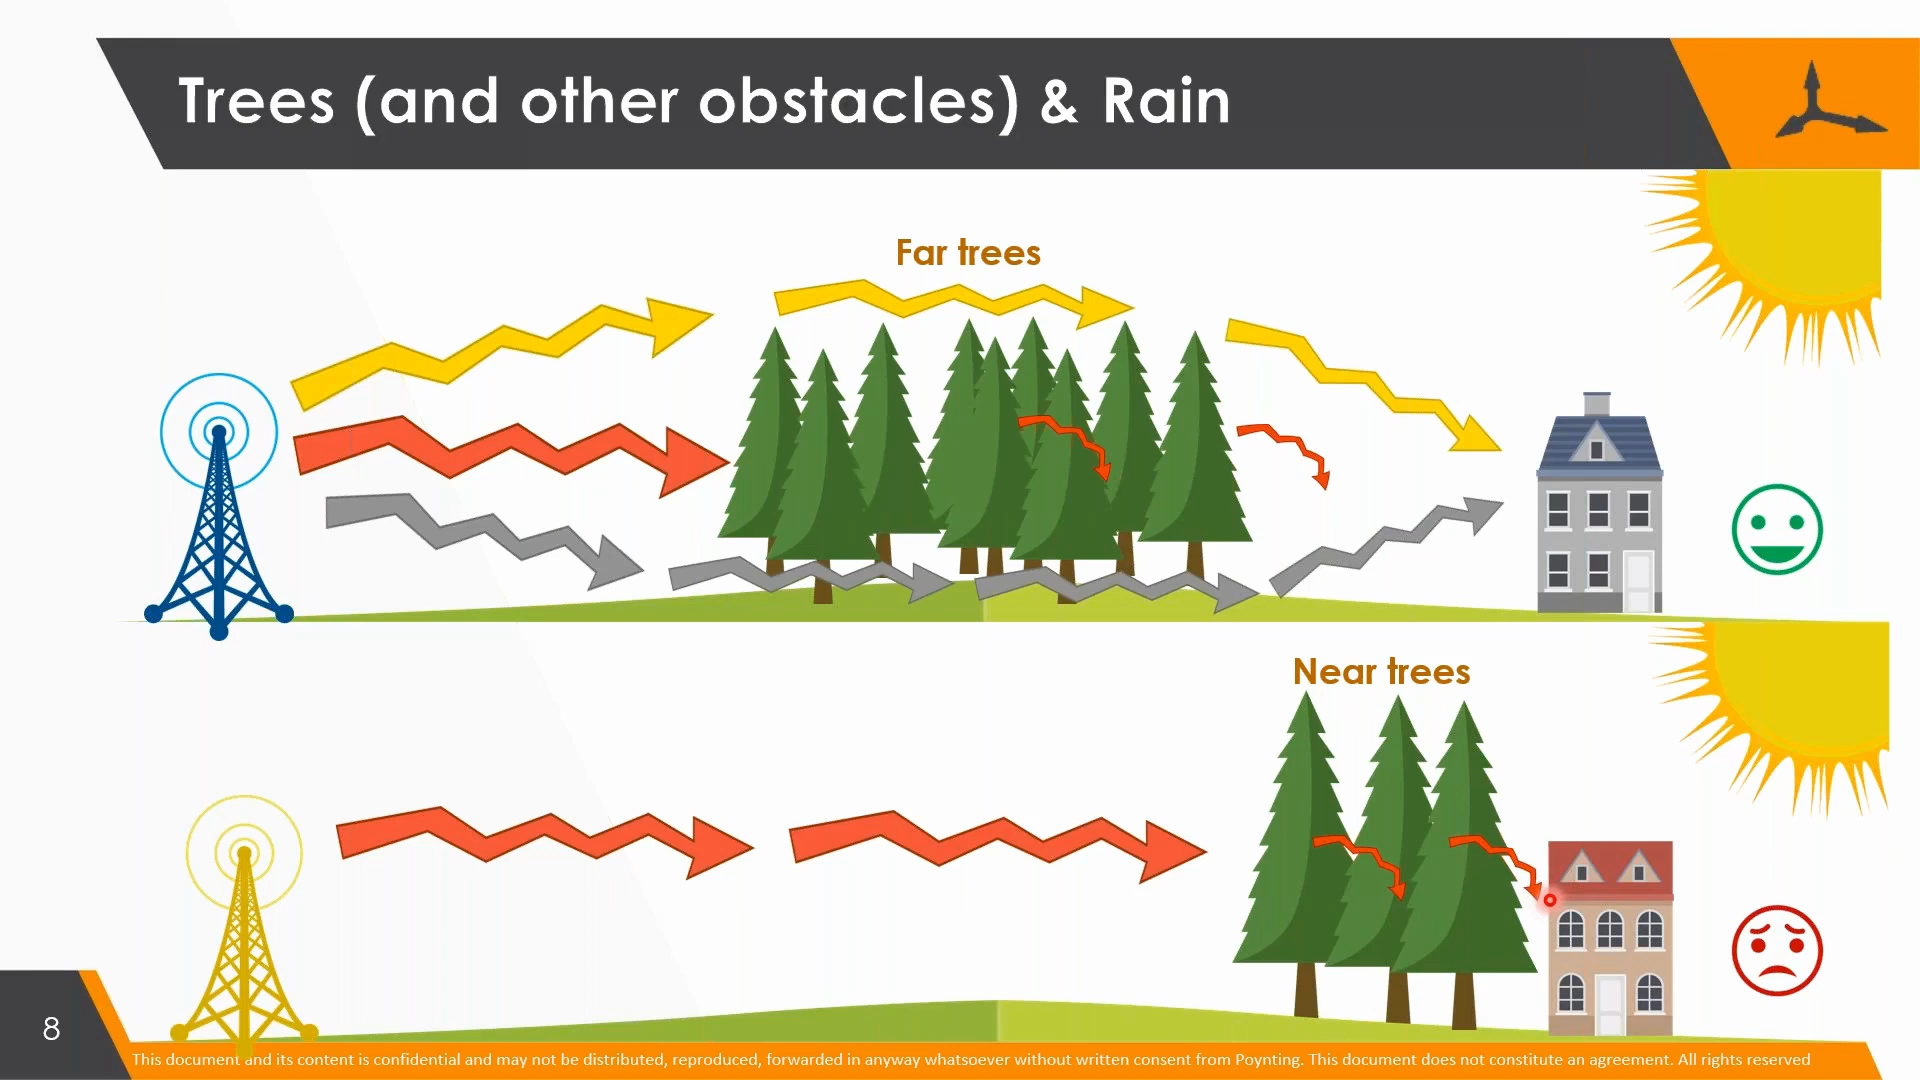 Trees (and other obstacles) & Rain
Far trees
Near trees
8
This document and its content is confidential and may not be distributed, reproduced, forwarded in anyway whatsoever without written consent from Poynting. This document does not constitute an agreement. All rights reserved